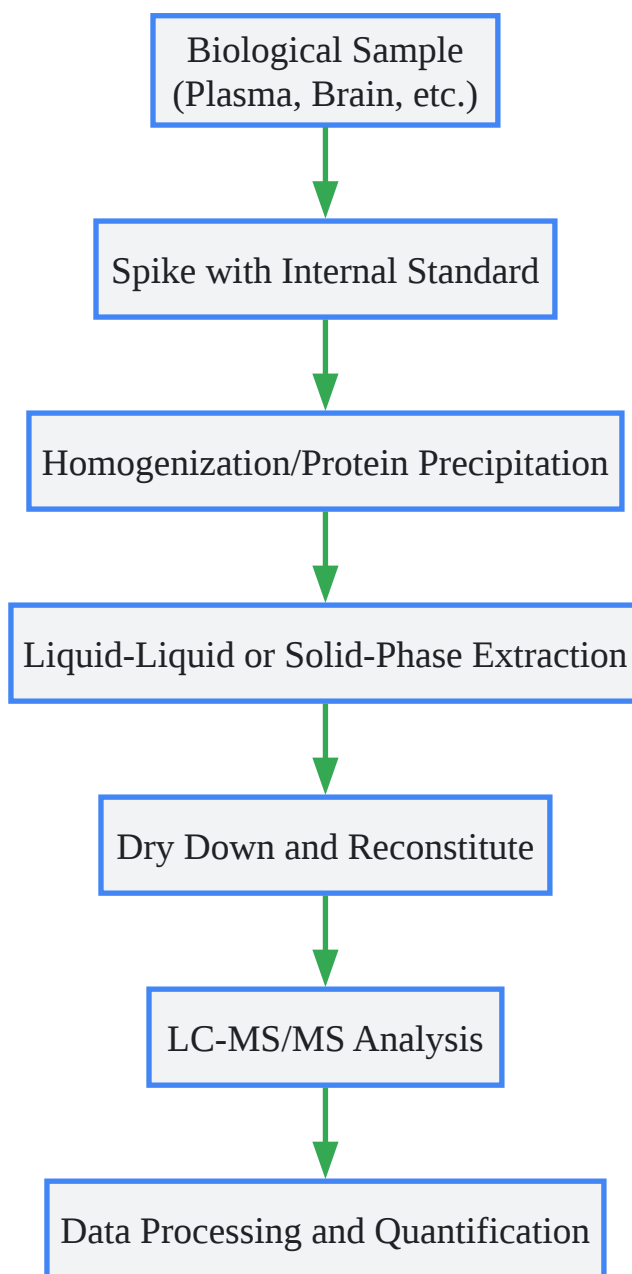 Biological Sample
(Plasma, Brain, etc.)
Spike with Internal Standard
Homogenization/Protein Precipitation
Liquid-Liquid or Solid-Phase Extraction
Dry Down and Reconstitute
LC-MS/MS Analysis
Data Processing and Quantification